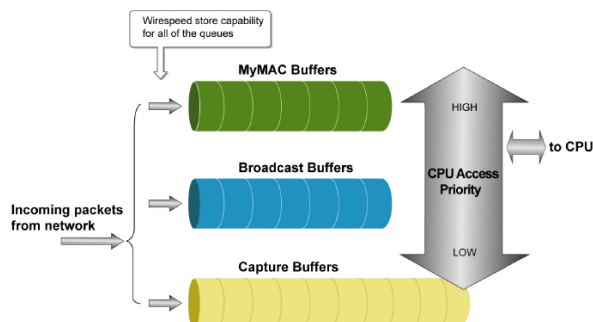 Wirespeed store capability
for all of the queues
MyMAC Buffers
HIGH
to CPU
Broadcast Buffers
CPU Access
Priority
Incoming packets
from network
LOW
Capture Buffers